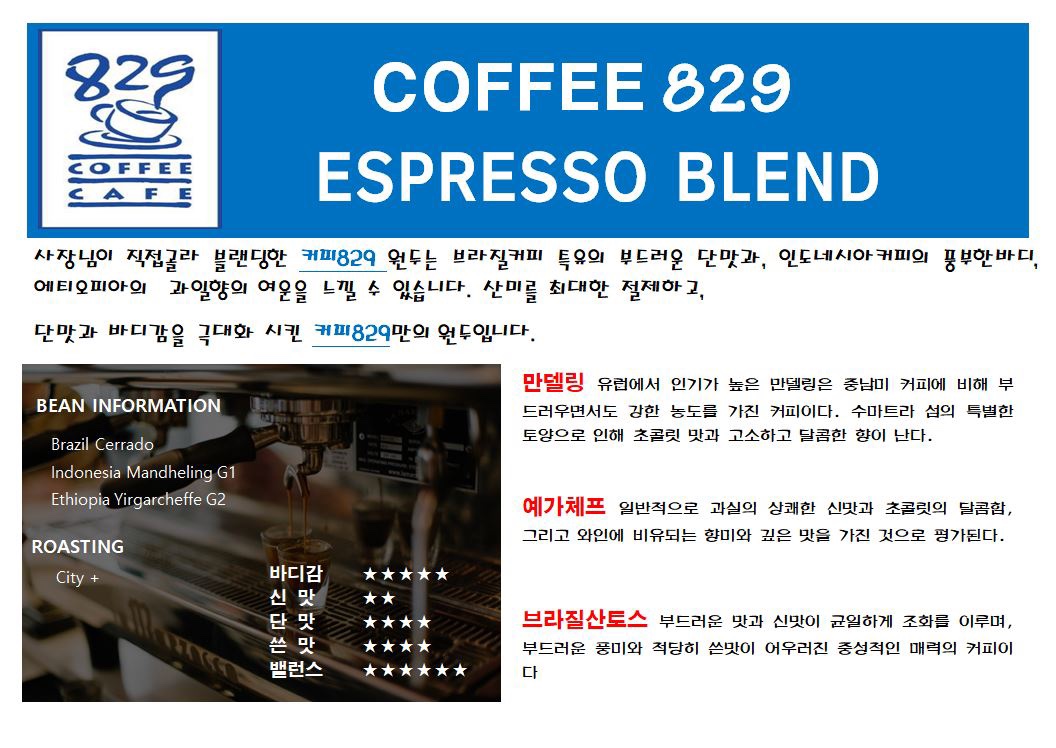 829
COFFEE
CAFE
COFFEE 829
ESPRESSO BLEND
사장님이 직접골라 블랜딩한 커피829 원두는 브라질커피 특유의 부드러운 단맛과, 인도네시아커피의 풍부한바디,
에티오피아의 과일향의 여운을 느낄 수 있습니다. 산미를 최대한 절제하고,
단맛과 바디감을 극대화 시킨 커피829만의 원두입니다.
BEAN INFORMATION
Brazil Cerrado
Indonesia Mandheling G1
Ethiopia Yirgarcheffe G2
ROASTING
City +
바디감 ★★★★★
신 맛 ★★
단 맛 ★★★★
쓴 맛 ★★★★
밸런스 ★★★★★★
만델링 유럽에서 인기가 높은 만델링은 중남미 커피에 비해 부
드러우면서도 강한 농도를 가진 커피이다. 수마트라 섬의 특별한
토양으로 인해 초콜릿 맛과 고소하고 달콤한 향이 난다.
예가체프 일반적으로 과실의 상쾌한 신맛과 초콜릿의 달콤함,
그리고 와인에 비유되는 향미와 깊은 맛을 가진 것으로 평가된다.
브라질산토스 부드러운 맛과 신맛이 균일하게 조화를 이루며,
부드러운 풍미와 적당히 쓴맛이 어우러진 중성적인 매력의 커피이
다